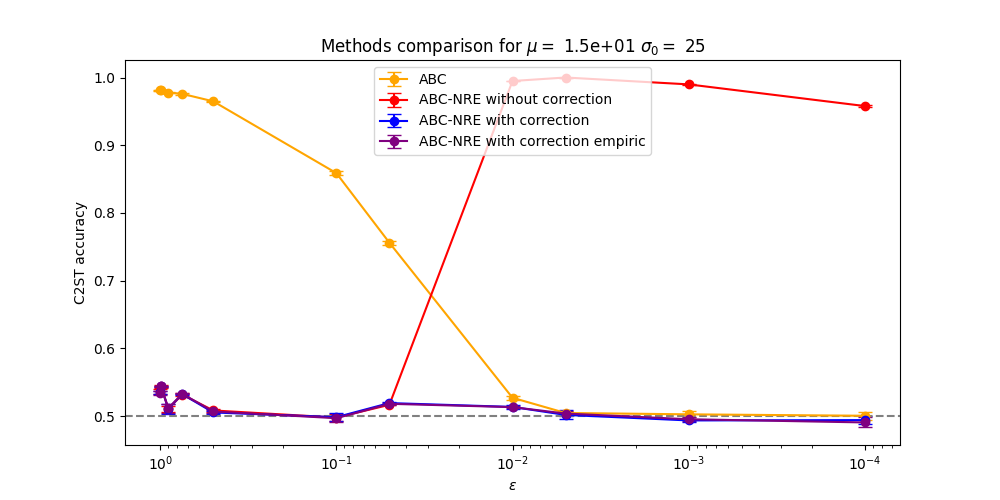 Methods comparison for μ = 1.5e+01 σ₀ = 25
1.0
0.9
0.8
0.7
0.6
0.5
C2ST accuracy
ABC
ABC-NRE without correction
ABC-NRE with correction
ABC-NRE with correction empiric
10⁰
10⁻¹
10⁻²
10⁻³
10⁻⁴
ε